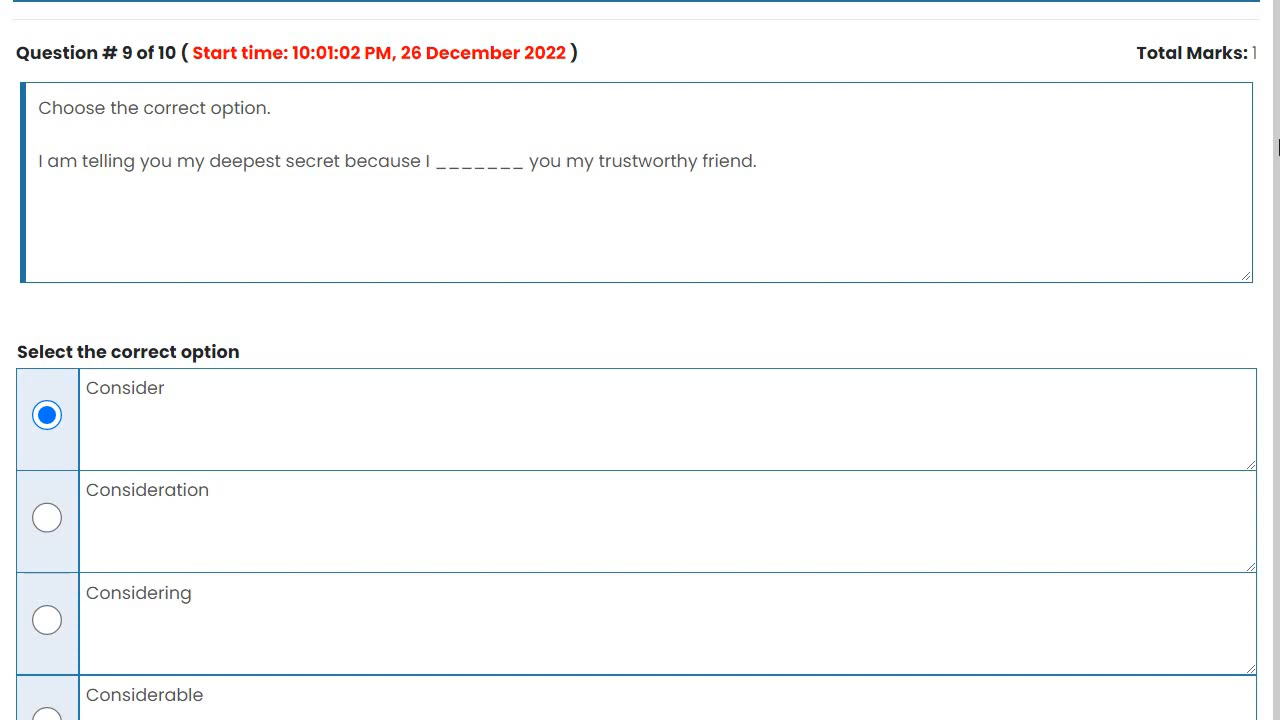 Question # 9 of 10 ( Start time: 10:01:02 PM, 26 December 2022 ) Total Marks: 1
Choose the correct option.
I am telling you my deepest secret because I _______ you my trustworthy friend.
Select the correct option
Consider
Consideration
Considering
Considerable